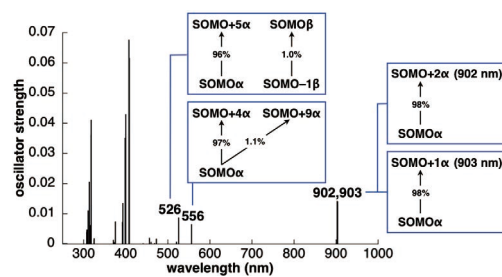 0.07
0.06
0.05
0.04
0.03
0.02
0.01
0
oscillator strength
300 400 500 600 700 800 900 1000
wavelength (nm)
526
556
902,903
SOMO+5α SOMOβ
96% 1.0%
SOMOα SOMO–1β
SOMO+4α SOMO+9α
97% 1.1%
SOMOα
SOMO+2α (902 nm)
98%
SOMOα
SOMO+1α (903 nm)
98%
SOMOα